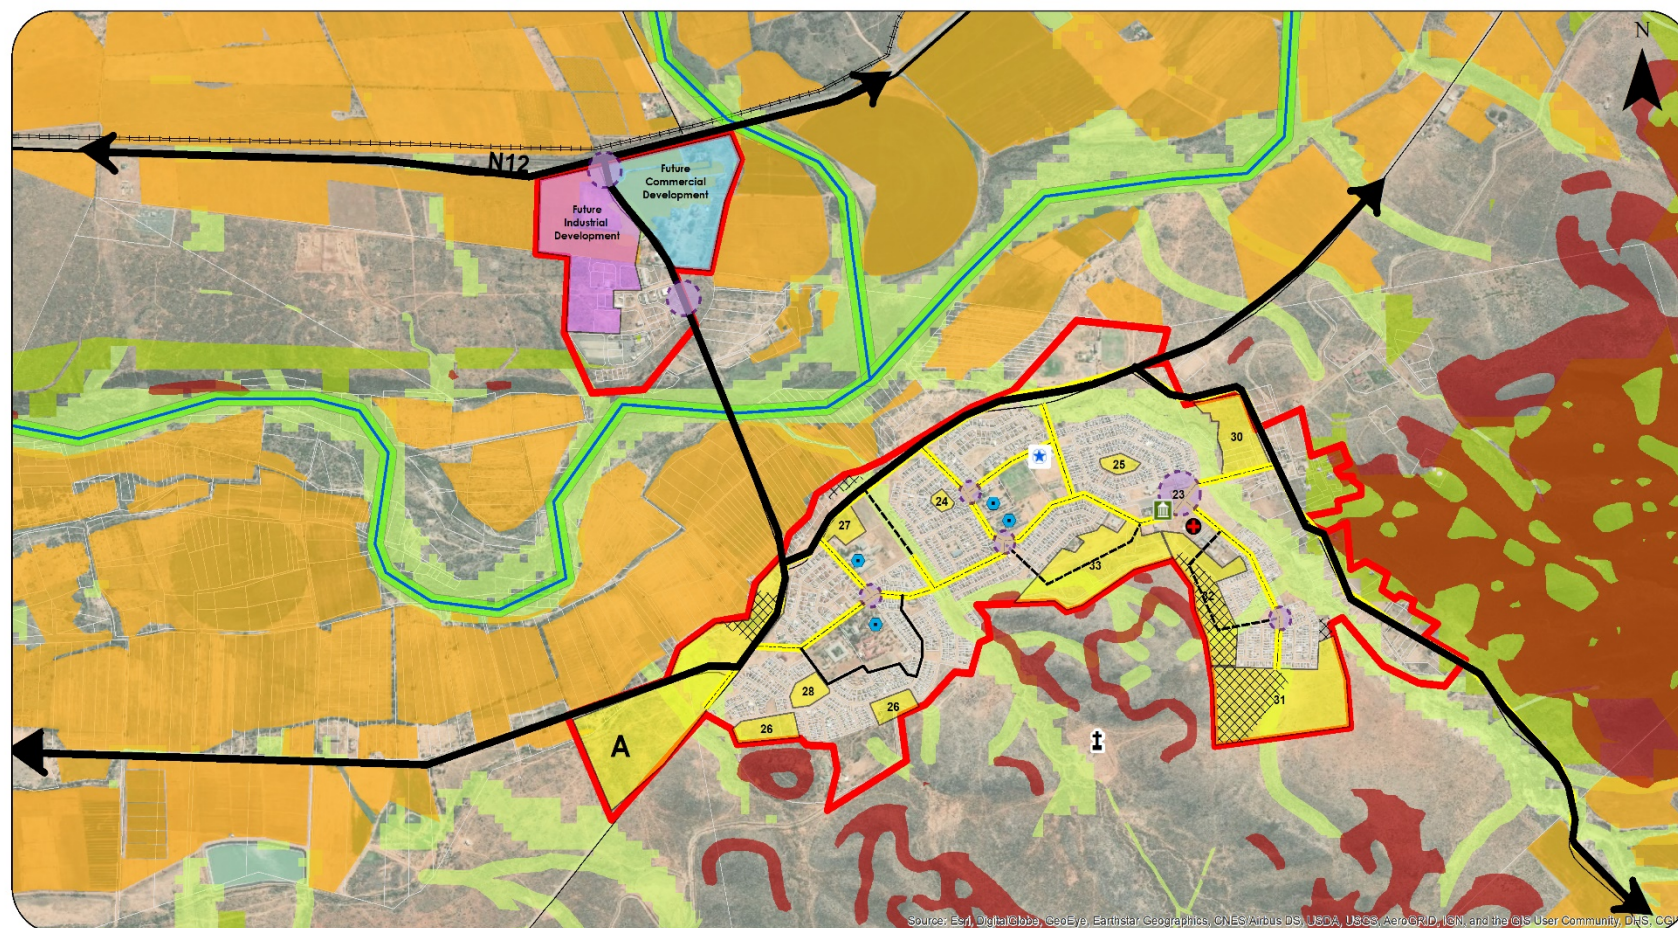 N
N12
Future
Commercial
Development
Future
Industrial
Development
30
25
23
24
27
33
32
31
28
26
26
A
Source: Esri, DigitalGlobe, GeoEye, Earthstar Geographics, CNES/Airbus DS, USDA, USGS, AeroGRID, IGN, and the GIS User Community, DHS, CGI